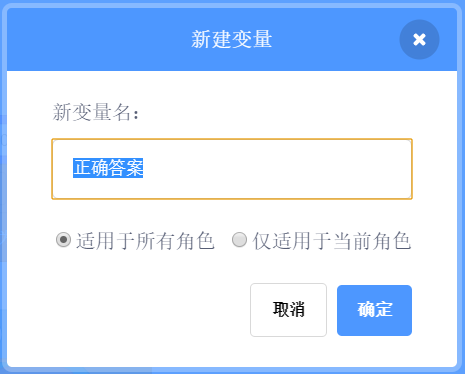 新建变量
新变量名：
正确答案
适用于所有角色 仅适用于当前角色
取消 确定